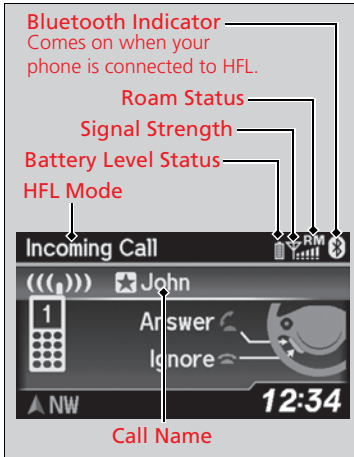 Bluetooth Indicator
Comes on when your
phone is connected to HFL.
Roam Status
Signal Strength
Battery Level Status
HFL Mode
Incoming Call RM
John
1
Answer
Ignore
NW 12:34
Call Name